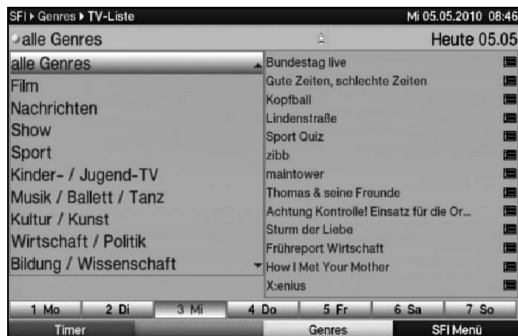 SFI ▸ Genres ▸ TV-Liste
Mi 05.05.2010 08:46
alle Genres
Heute 05.05
alle Genres
Film
Nachrichten
Show
Sport
Kinder- / Jugend-TV
Musik / Ballett / Tanz
Kultur / Kunst
Wirtschaft / Politik
Bildung / Wissenschaft
Bundestag live
Gute Zeiten, schlechte Zeiten
Kopfball
Lindenstraße
Sport Quiz
zibb
maintower
Thomas & seine Freunde
Achtung Kontrolle! Einsatz für die Or...
Sturm der Liebe
Frühreport Wirtschaft
How I Met Your Mother
X:enius
1 Mo 2 Di 3 Mi 4 Do 5 Fr 6 Sa 7 So
Timer Genres SFI Menü